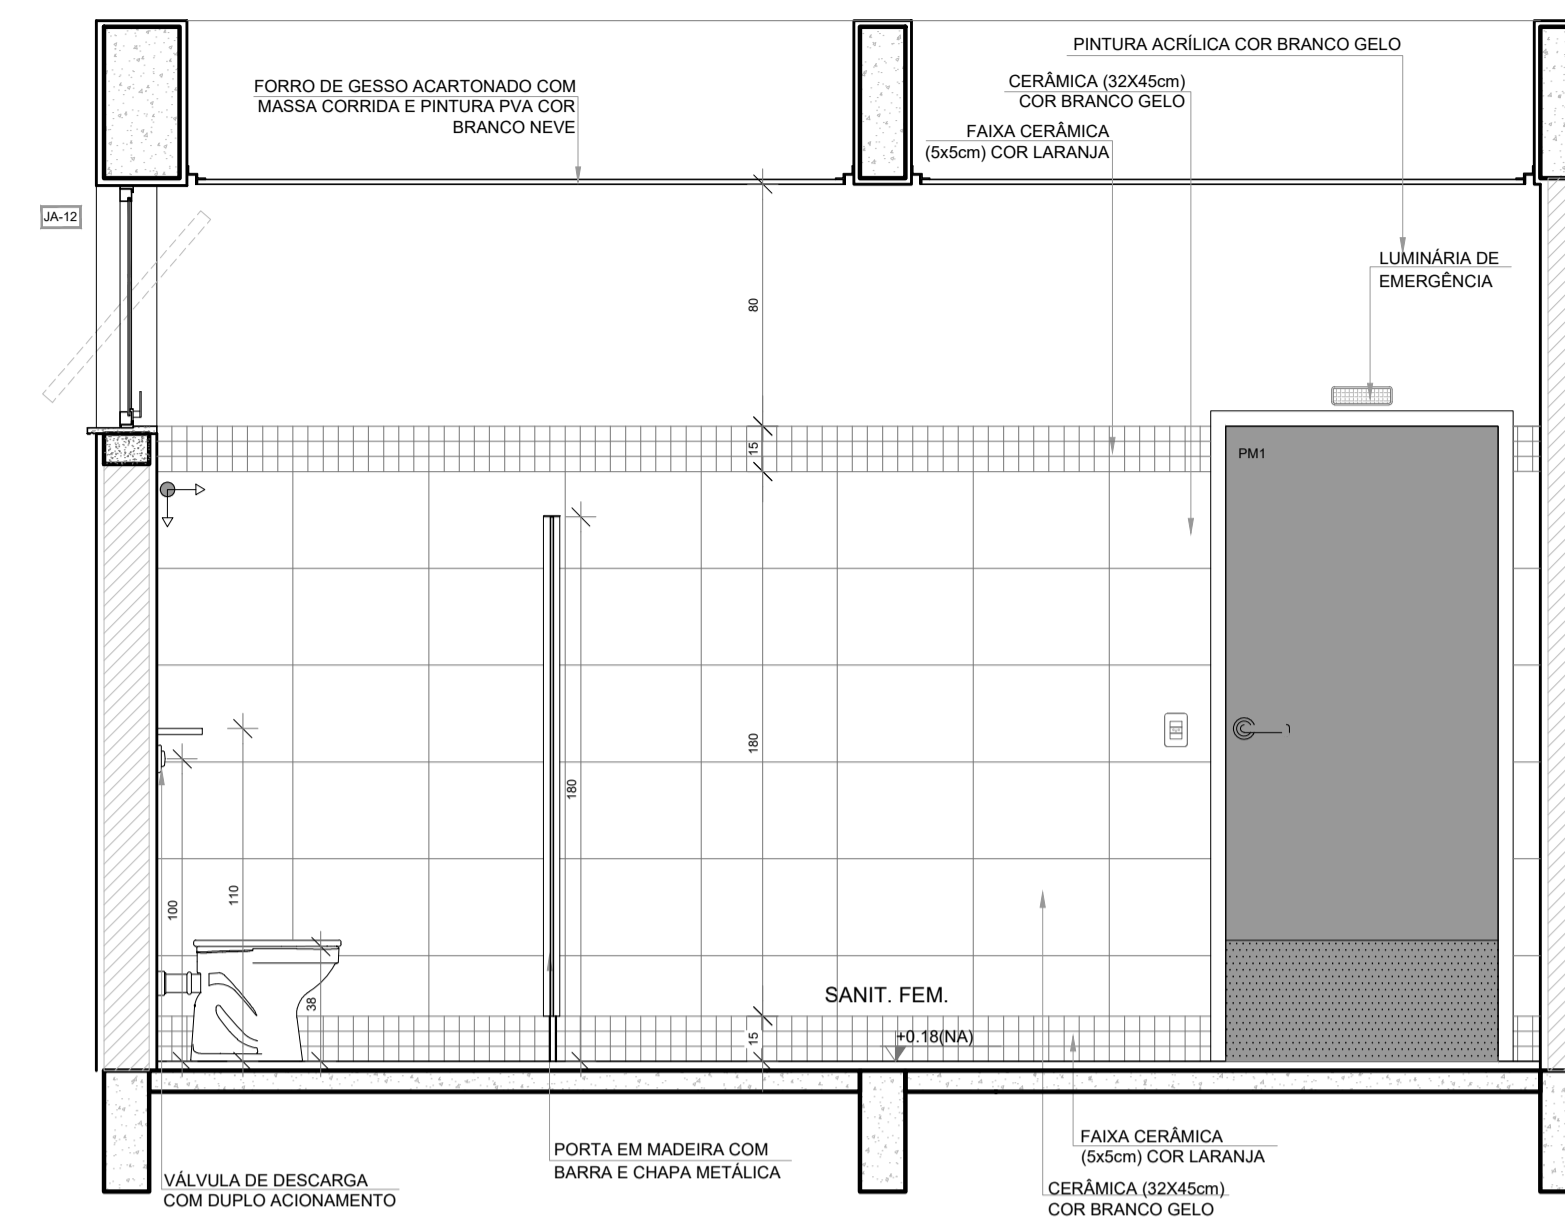 PINTURA ACRÍLICA COR BRANCO GELO
FORRO DE GESSO ACARTONADO COM
MASSA CORRIDA E PINTURA PVA COR
BRANCO NEVE
CERÂMICA (32X45cm)
COR BRANCO GELO
FAIXA CERÂMICA
(5x5cm) COR LARANJA
JA-12
LUMINÁRIA DE
EMERGÊNCIA
80
15
PM1
180
180
110
100
38
SANIT. FEM.
+0.18(NA)
15
PORTA EM MADEIRA COM
BARRA E CHAPA METÁLICA
FAIXA CERÂMICA
(5x5cm) COR LARANJA
VÁLVULA DE DESCARGA
COM DUPLO ACIONAMENTO
CERÂMICA (32X45cm)
COR BRANCO GELO